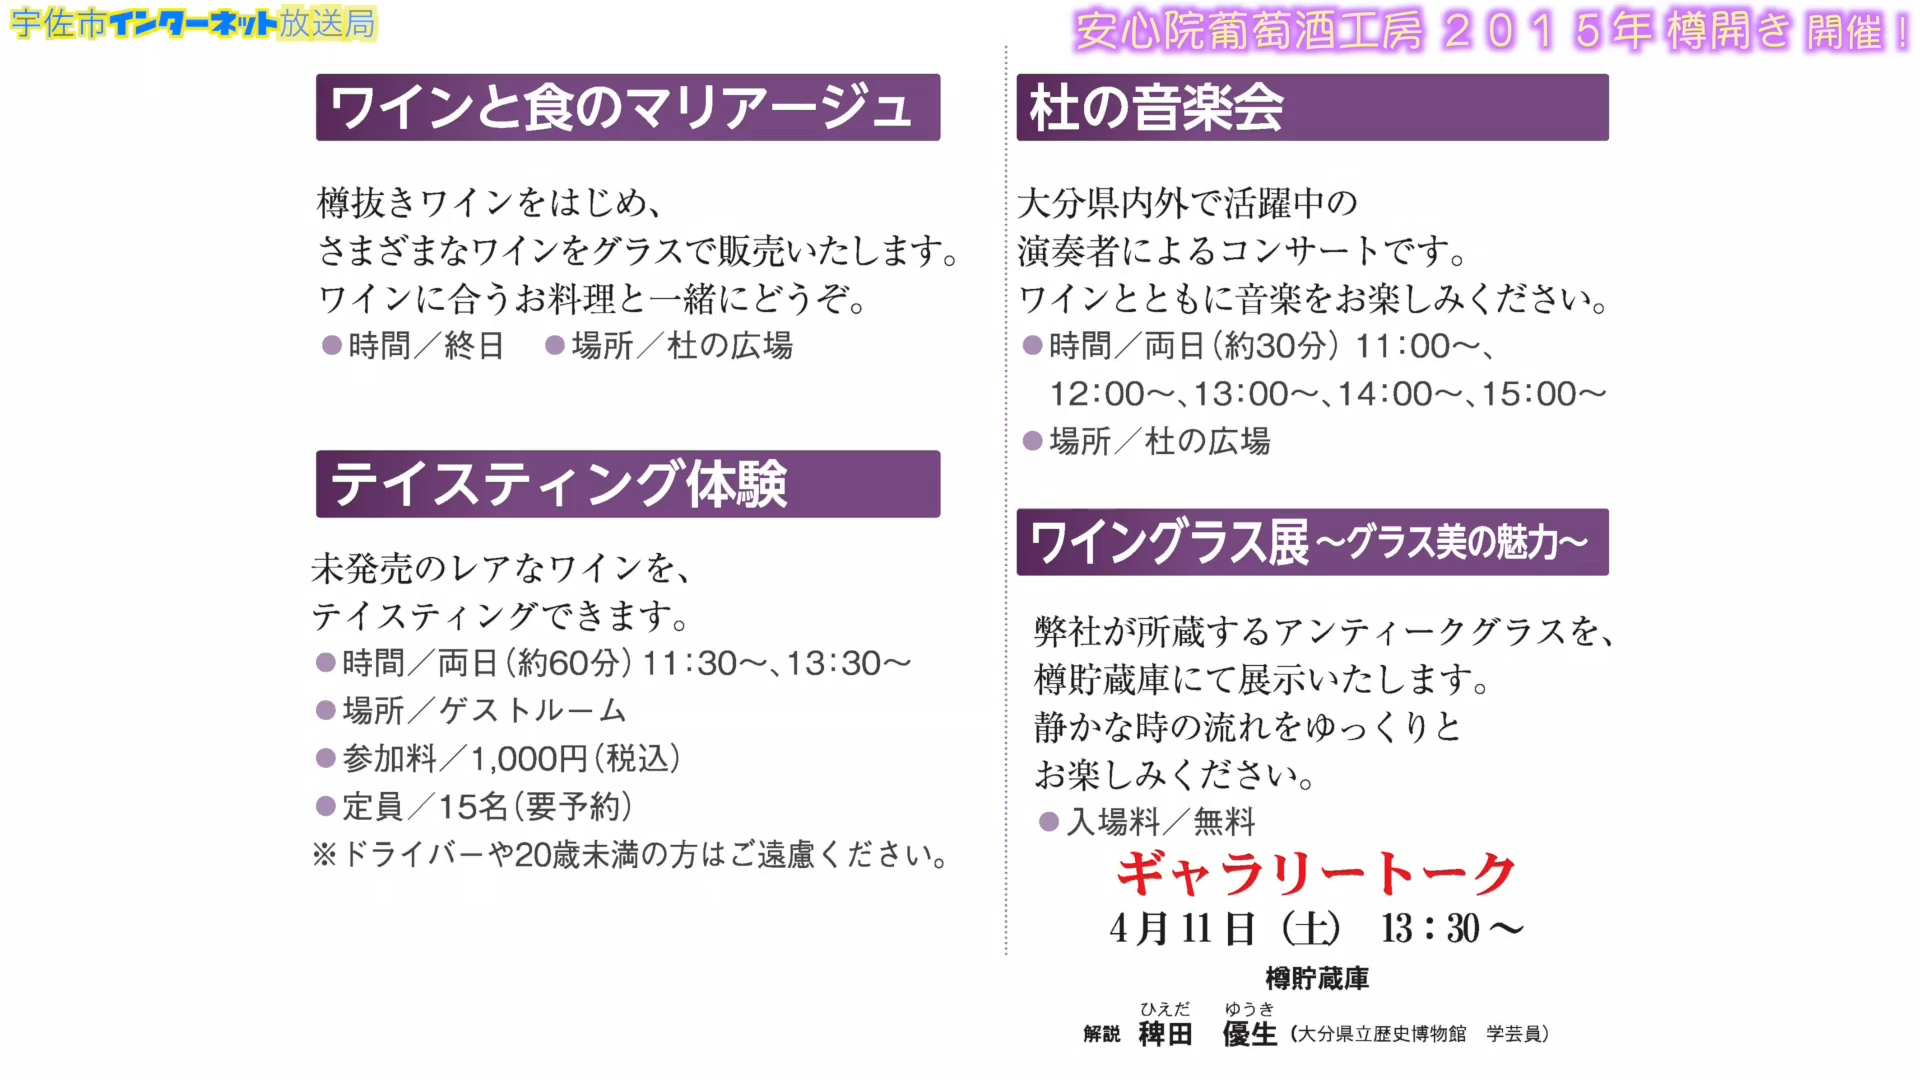 宇佐市インターネット放送局
安心院葡萄酒工房 2015年 樽開き 開催！
ワインと食のマリアージュ
樽抜きワインをはじめ、
さまざまなワインをグラスで販売いたします。
ワインに合うお料理と一緒にどうぞ。
●時間／終日 ●場所／杜の広場
テイスティング体験
未発売のレアなワインを、
テイスティングできます。
●時間／両日（約60分）11：30〜、13：30〜
●場所／ゲストルーム
●参加料／1,000円（税込）
●定員／15名（要予約）
※ドライバーや20歳未満の方はご遠慮ください。
杜の音楽会
大分県内外で活躍中の
演奏者によるコンサートです。
ワインとともに音楽をお楽しみください。
●時間／両日（約30分） 11：00〜、
12：00〜、13：00〜、14：00〜、15：00〜
●場所／杜の広場
ワイングラス展 〜グラス美の魅力〜
弊社が所蔵するアンティークグラスを、
樽貯蔵庫にて展示いたします。
静かな時の流れをゆっくりと
お楽しみください。
●入場料／無料
ギャラリートーク
4月11日（土） 13：30〜
樽貯蔵庫
ひえだ ゆうき
解説 稗田 優生（大分県立歴史博物館 学芸員）